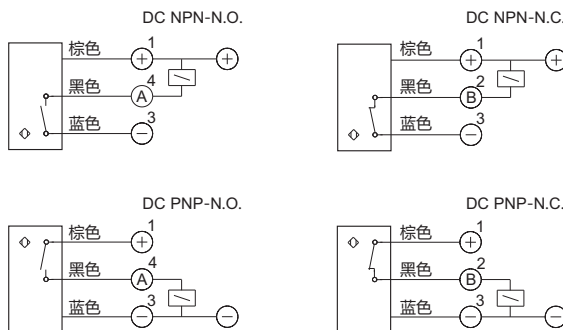 DC NPN-N.O.
棕色 1
黑色 4
A
蓝色 3
DC NPN-N.C.
棕色 1
黑色 2
B
蓝色 3
DC PNP-N.O.
棕色 1
黑色 4
A
蓝色 3
DC PNP-N.C.
棕色 1
黑色 2
B
蓝色 3